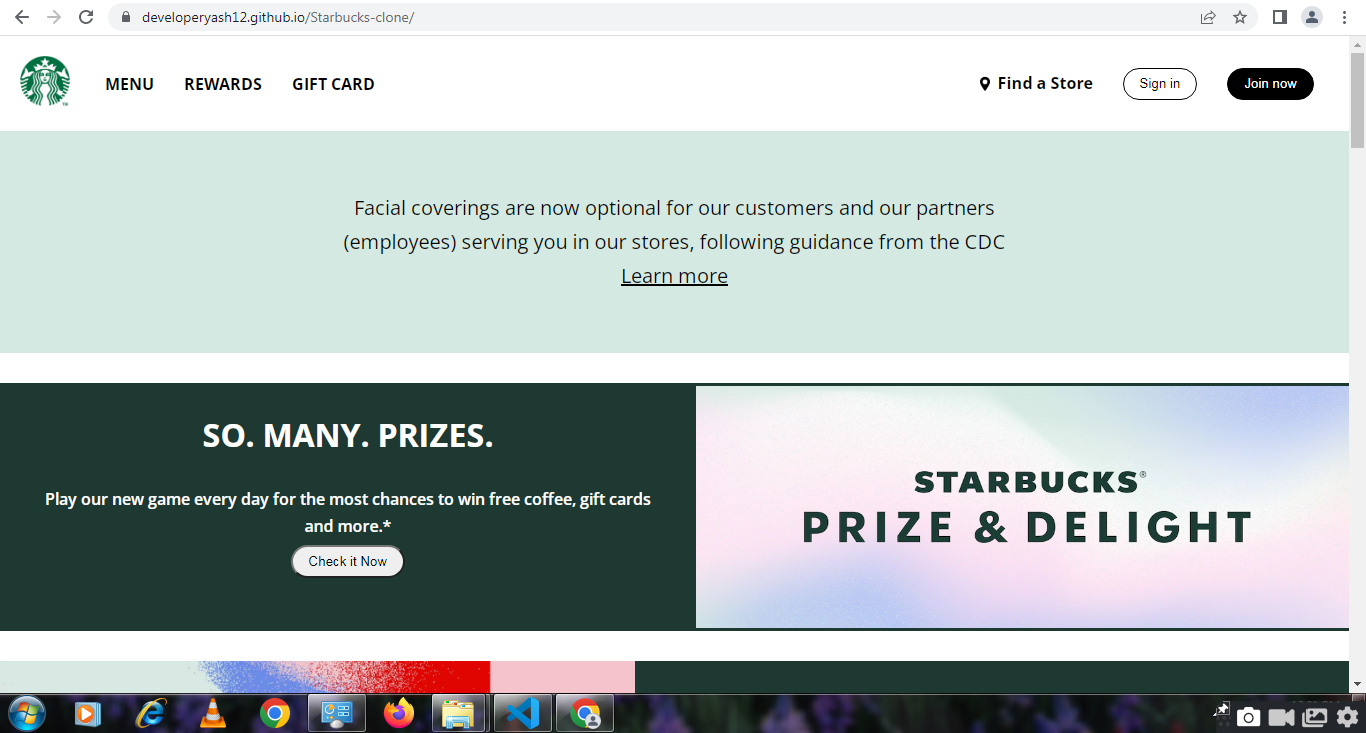 developeryash12.github.io/Starbucks-clone/
MENU REWARDS GIFT CARD Find a Store Sign in Join now
Facial coverings are now optional for our customers and our partners
(employees) serving you in our stores, following guidance from the CDC
Learn more
SO. MANY. PRIZES.
Play our new game every day for the most chances to win free coffee, gift cards
and more.*
Check it Now
STARBUCKS®
PRIZE & DELIGHT